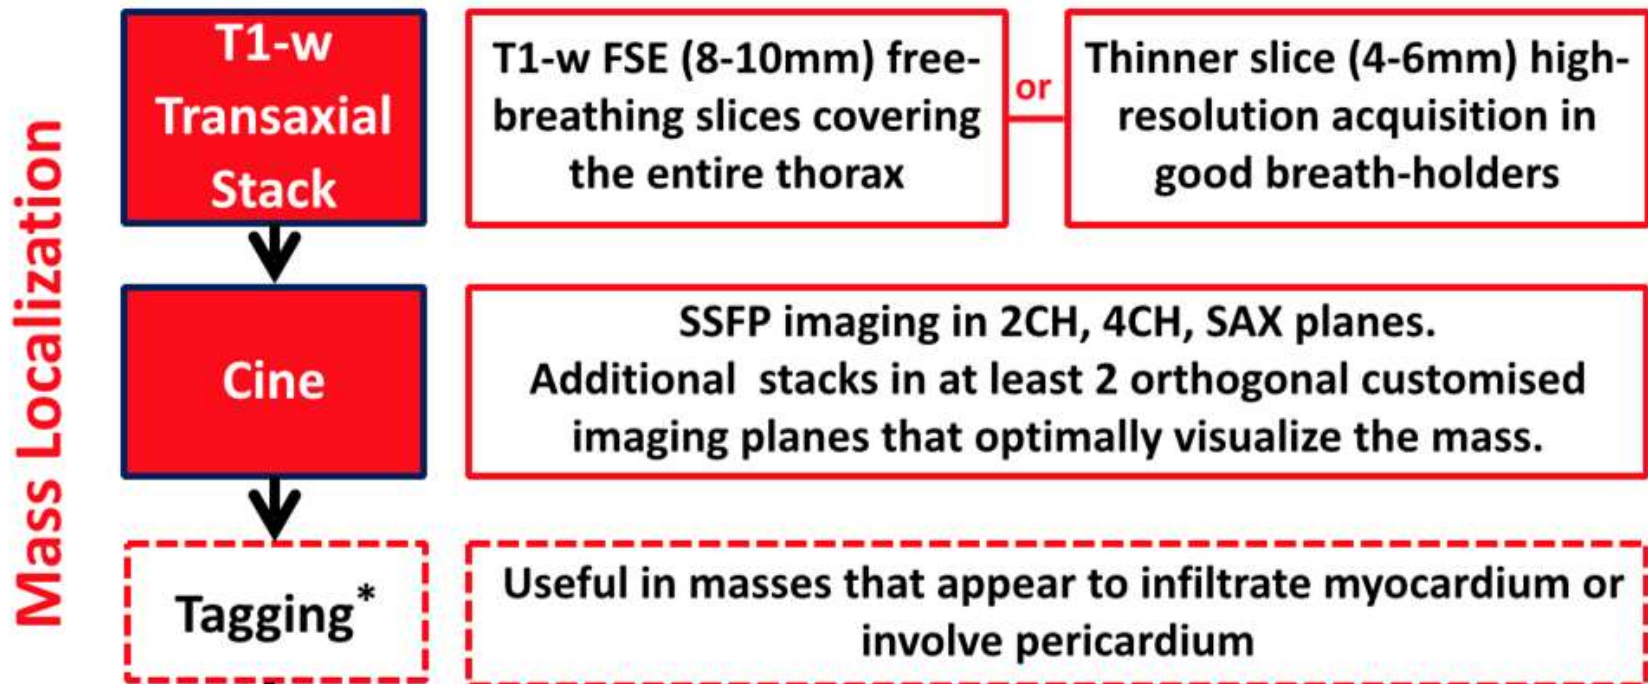 Mass Localization
T1-w
Transaxial
Stack
T1-w FSE (8-10mm) free-
breathing slices covering
the entire thorax
or
Thinner slice (4-6mm) high-
resolution acquisition in
good breath-holders
Cine
SSFP imaging in 2CH, 4CH, SAX planes.
Additional stacks in at least 2 orthogonal customised
imaging planes that optimally visualize the mass.
Tagging*
Useful in masses that appear to infiltrate myocardium or
involve pericardium